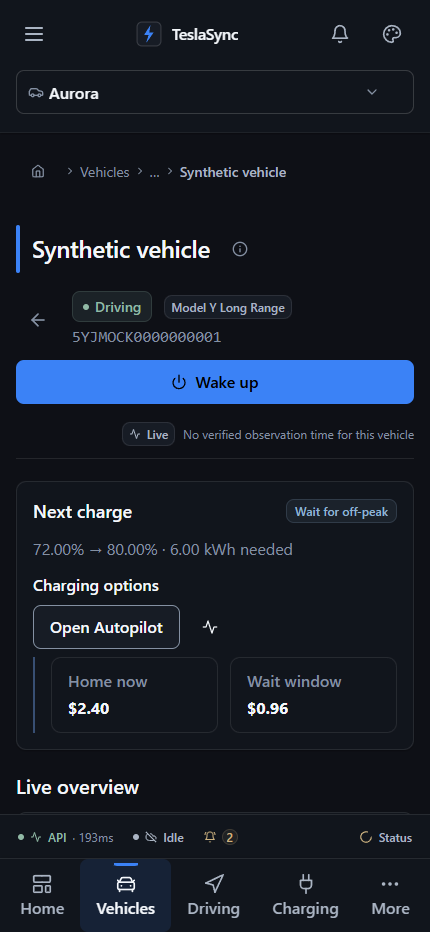 TeslaSync
Aurora
Vehicles ... Synthetic vehicle
Synthetic vehicle
Driving Model Y Long Range
5YJMOCK0000000001
Wake up
Live No verified observation time for this vehicle
Next charge Wait for off-peak
72.00% → 80.00% · 6.00 kWh needed
Charging options
Open Autopilot
Home now Wait window
$2.40 $0.96
Live overview
API · 193ms Idle 2 Status
Home Vehicles Driving Charging More